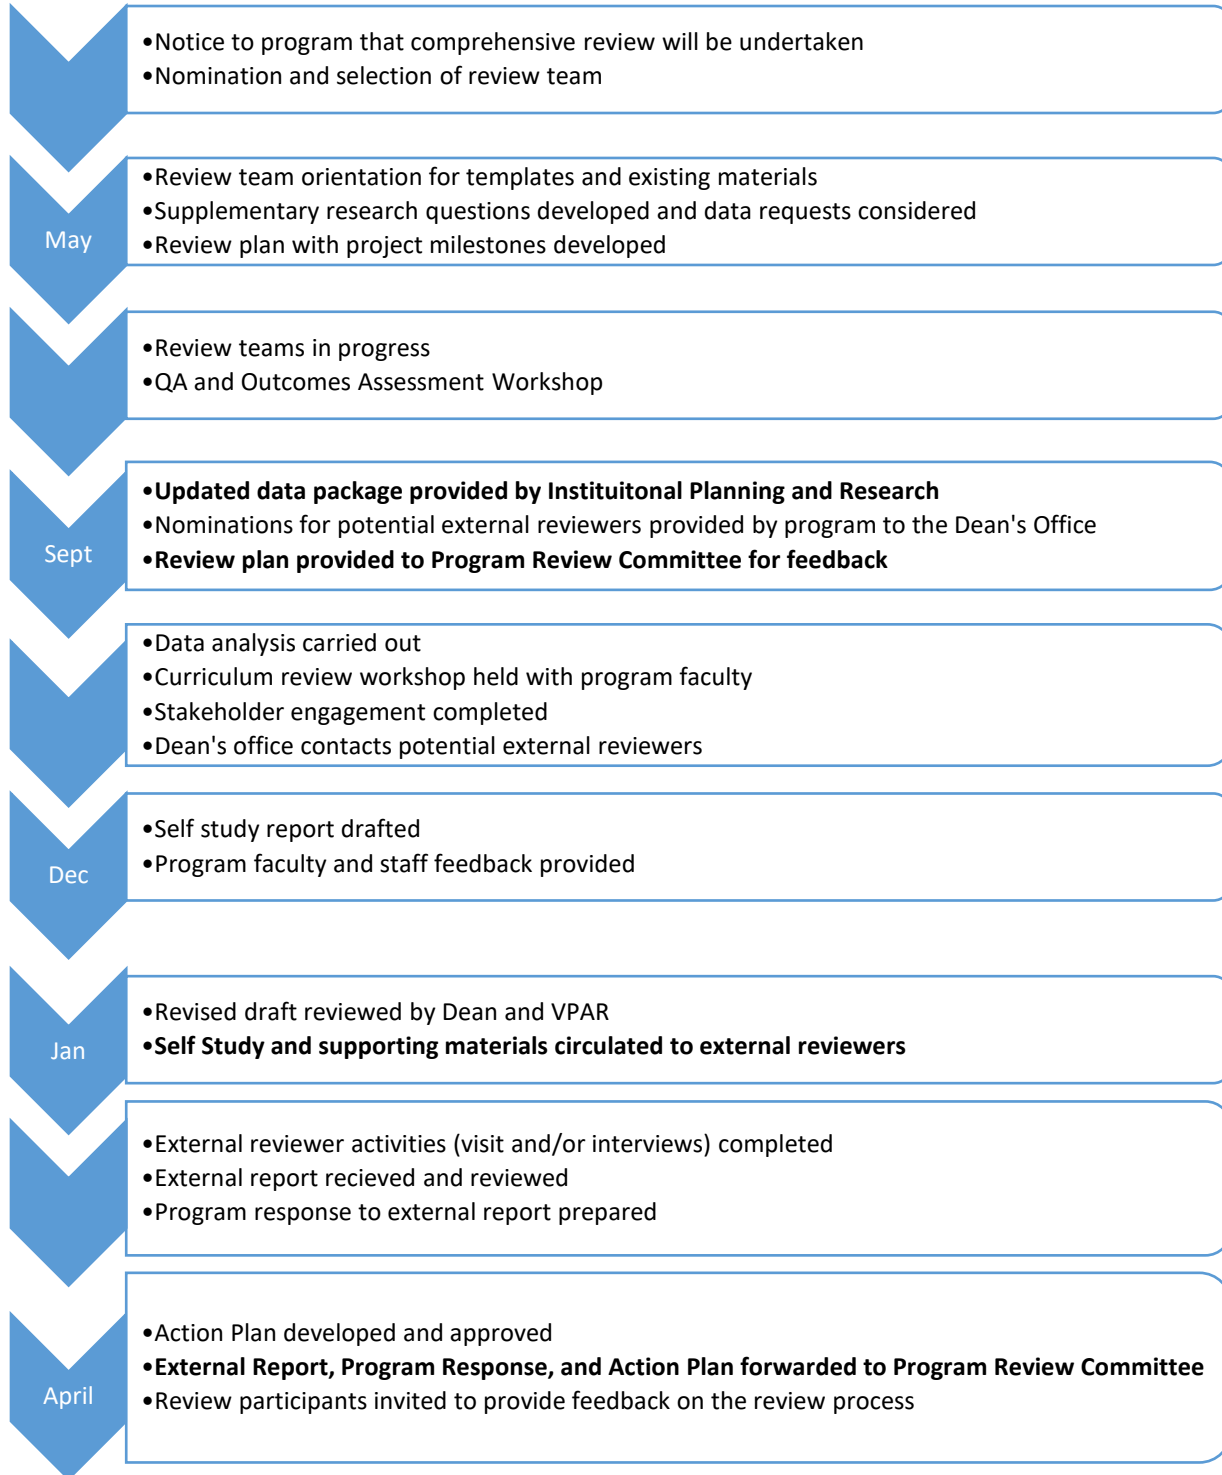 •Notice to program that comprehensive review will be undertaken
•Nomination and selection of review team
May
•Review team orientation for templates and existing materials
•Supplementary research questions developed and data requests considered
•Review plan with project milestones developed
•Review teams in progress
•QA and Outcomes Assessment Workshop
Sept
•Updated data package provided by Instituitonal Planning and Research
•Nominations for potential external reviewers provided by program to the Dean's Office
•Review plan provided to Program Review Committee for feedback
•Data analysis carried out
•Curriculum review workshop held with program faculty
•Stakeholder engagement completed
•Dean's office contacts potential external reviewers
Dec
•Self study report drafted
•Program faculty and staff feedback provided
Jan
•Revised draft reviewed by Dean and VPAR
•Self Study and supporting materials circulated to external reviewers
•External reviewer activities (visit and/or interviews) completed
•External report recieved and reviewed
•Program response to external report prepared
April
•Action Plan developed and approved
•External Report, Program Response, and Action Plan forwarded to Program Review Committee
•Review participants invited to provide feedback on the review process